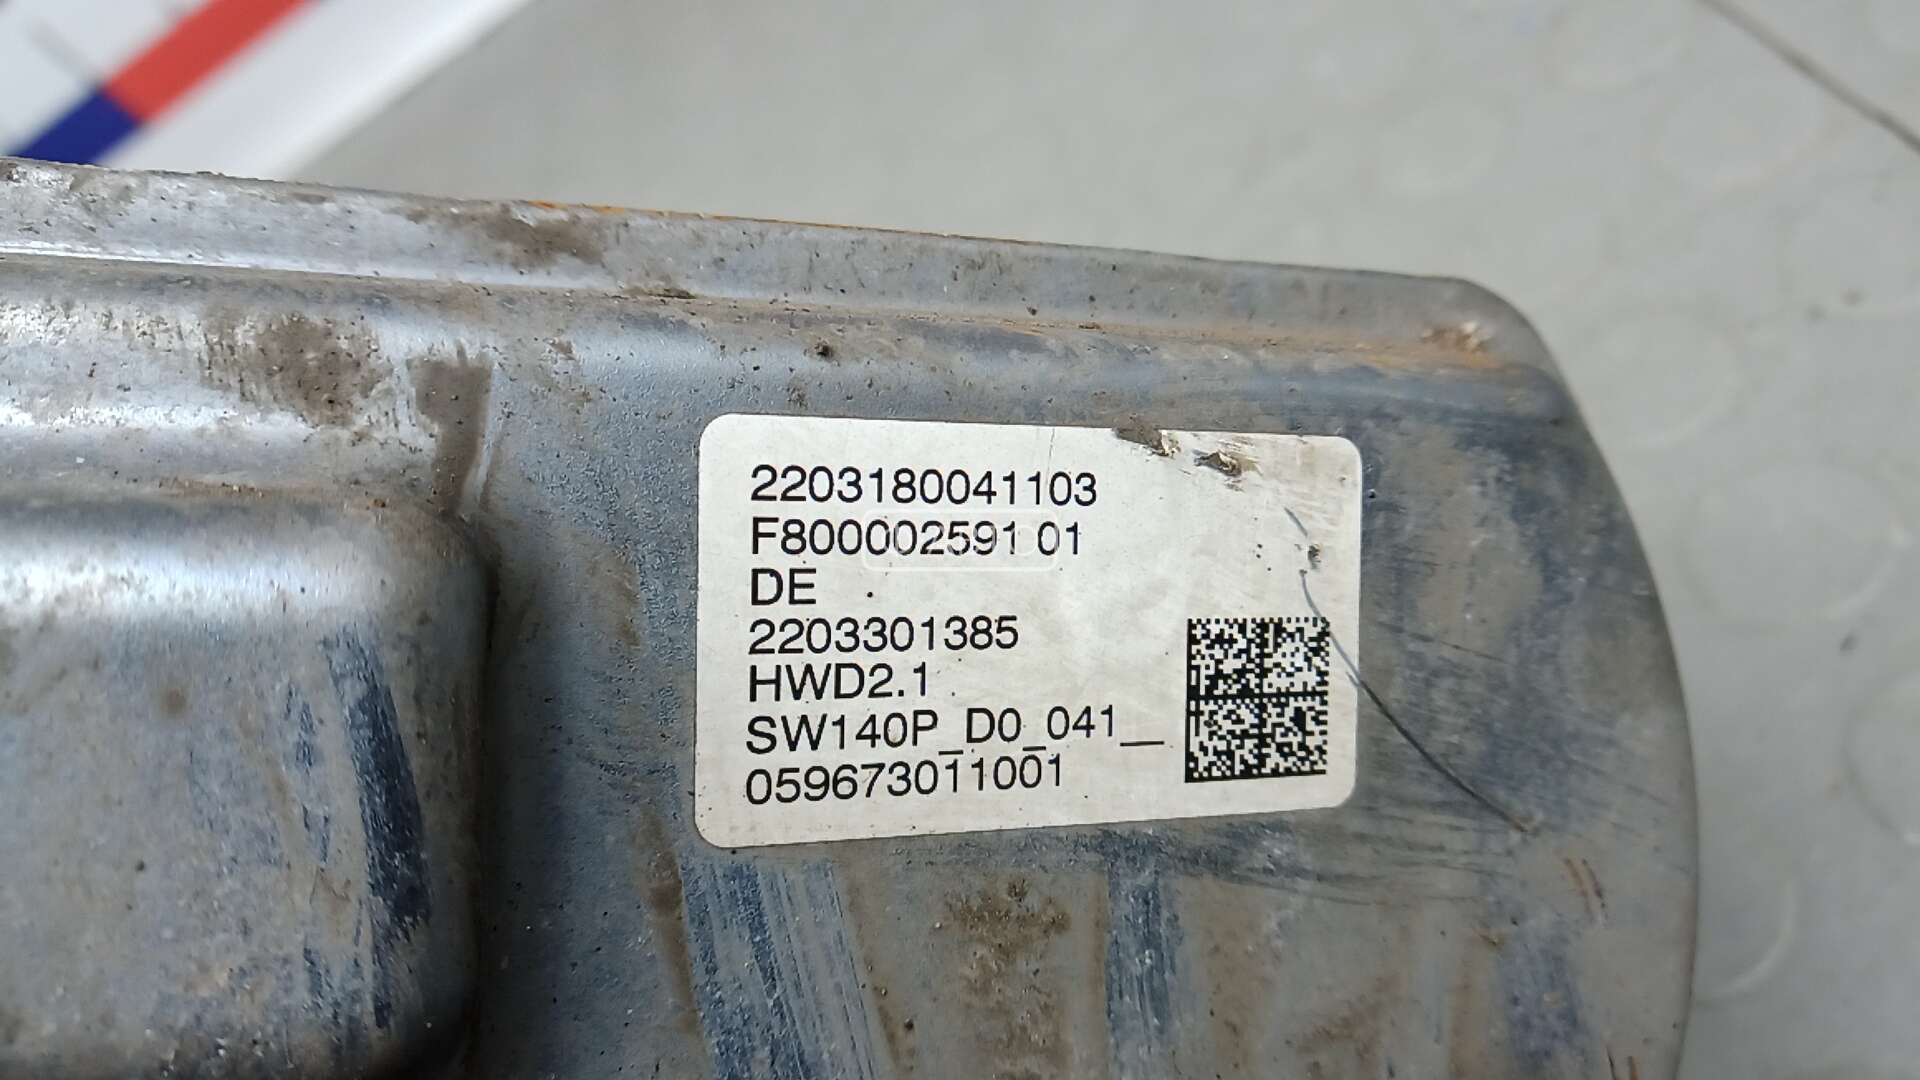 2203180041103
F800002591 01
DE
2203301385
HWD2.1
SW140P_D0_041__
059673011001